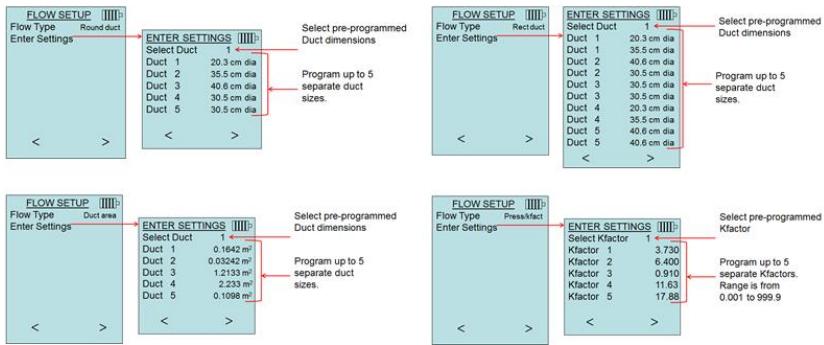 FLOW SETUP
Flow Type Round duct
Enter Settings
ENTER SETTINGS
Select Duct 1
Duct 1 20.3 cm dia
Duct 2 35.5 cm dia
Duct 3 40.6 cm dia
Duct 4 30.5 cm dia
Duct 5 30.5 cm dia
< >
< >
Select pre-programmed
Duct dimensions
Program up to 5
separate duct
sizes.
FLOW SETUP
Flow Type Rect duct
Enter Settings
ENTER SETTINGS
Select Duct 1
Duct 1 20.3 cm dia
Duct 1 35.5 cm dia
Duct 2 40.6 cm dia
Duct 2 30.5 cm dia
Duct 3 30.5 cm dia
Duct 3 30.5 cm dia
Duct 4 20.3 cm dia
Duct 4 35.5 cm dia
Duct 5 40.6 cm dia
Duct 5 40.6 cm dia
< >
< >
Select pre-programmed
Duct dimensions
Program up to 5
separate duct
sizes.
FLOW SETUP
Flow Type Duct area
Enter Settings
ENTER SETTINGS
Select Duct 1
Duct 1 0.1642 m²
Duct 2 0.03242 m²
Duct 3 1.2133 m²
Duct 4 2.233 m²
Duct 5 0.1098 m²
< >
< >
Select pre-programmed
Duct dimensions
Program up to 5
separate duct
sizes.
FLOW SETUP
Flow Type Press/kfact
Enter Settings
ENTER SETTINGS
Select Kfactor 1
Kfactor 1 3.730
Kfactor 2 6.400
Kfactor 3 0.910
Kfactor 4 11.63
Kfactor 5 17.88
< >
< >
Select pre-programmed
Kfactor
Program up to 5
separate Kfactors.
Range is from
0.001 to 999.9